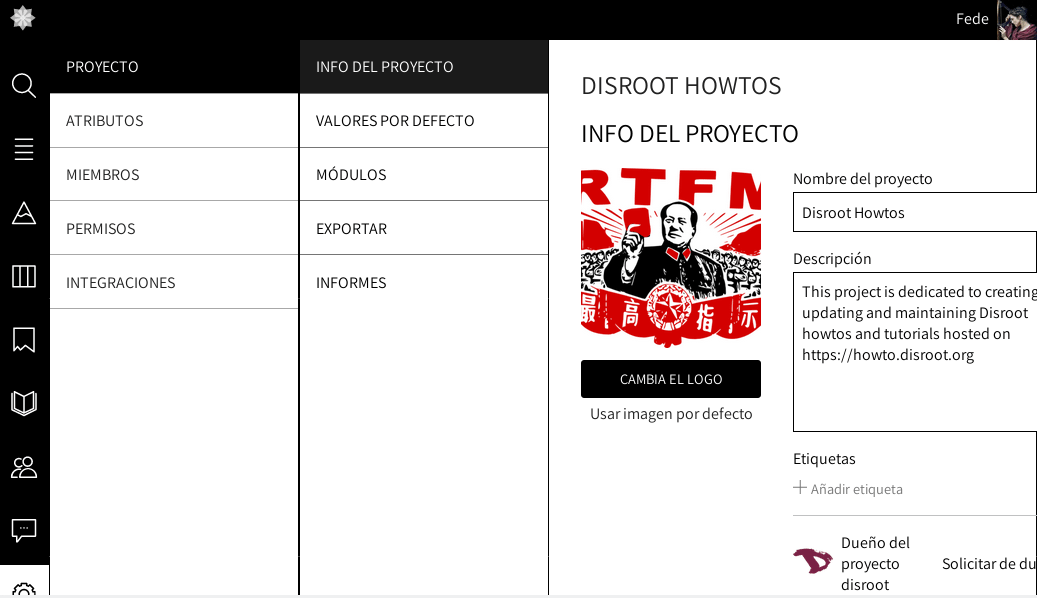 Fede
PROYECTO
ATRIBUTOS
MIEMBROS
PERMISOS
INTEGRACIONES
INFO DEL PROYECTO
VALORES POR DEFECTO
MÓDULOS
EXPORTAR
INFORMES
DISROOT HOWTOS
INFO DEL PROYECTO
RTFM
最高指示
CAMBIA EL LOGO
Usar imagen por defecto
Nombre del proyecto
Disroot Howtos
Descripción
This project is dedicated to creating
updating and maintaining Disroot
howtos and tutorials hosted on
https://howto.disroot.org
Etiquetas
Añadir etiqueta
Dueño del
proyecto
disroot
Solicitar de du